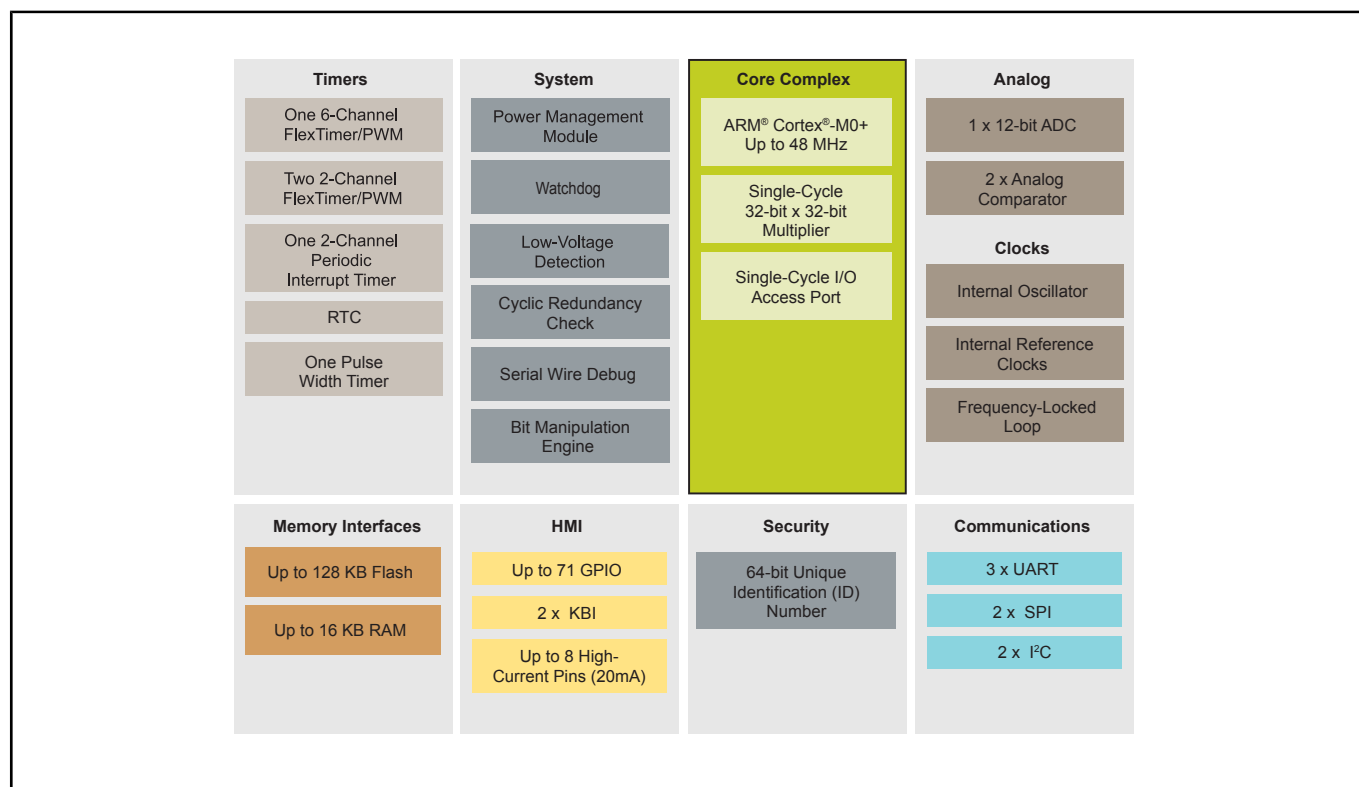 Timers
One 6-Channel
FlexTimer/PWM
Two 2-Channel
FlexTimer/PWM
One 2-Channel
Periodic
Interrupt Timer
RTC
One Pulse
Width Timer
System
Power Management
Module
Watchdog
Low-Voltage
Detection
Cyclic Redundancy
Check
Serial Wire Debug
Bit Manipulation
Engine
Core Complex
ARM® Cortex®-M0+
Up to 48 MHz
Single-Cycle
32-bit x 32-bit
Multiplier
Single-Cycle I/O
Access Port
Analog
1 x 12-bit ADC
2 x Analog
Comparator
Clocks
Internal Oscillator
Internal Reference
Clocks
Frequency-Locked
Loop
Memory Interfaces
Up to 128 KB Flash
Up to 16 KB RAM
HMI
Up to 71 GPIO
2 x KBI
Up to 8 High-
Current Pins (20mA)
Security
64-bit Unique
Identification (ID)
Number
Communications
3 x UART
2 x SPI
2 x I²C